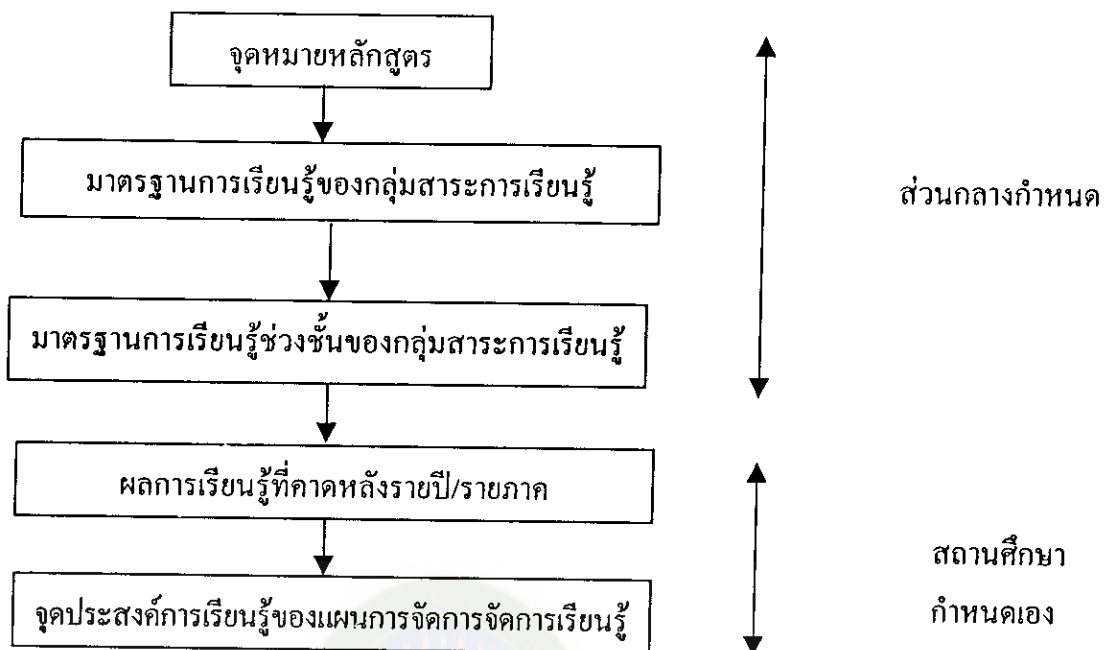 จุดหมายหลักสูตร
มาตรฐานการเรียนรู้ของกลุ่มสาระการเรียนรู้
ส่วนกลางกำหนด
มาตรฐานการเรียนรู้ช่วงชั้นของกลุ่มสาระการเรียนรู้
ผลการเรียนรู้ที่คาดหลังรายปี/รายภาค
สถานศึกษา
กำหนดเอง
จุดประสงค์การเรียนรู้ของแผนการจัดการจัดการเรียนรู้